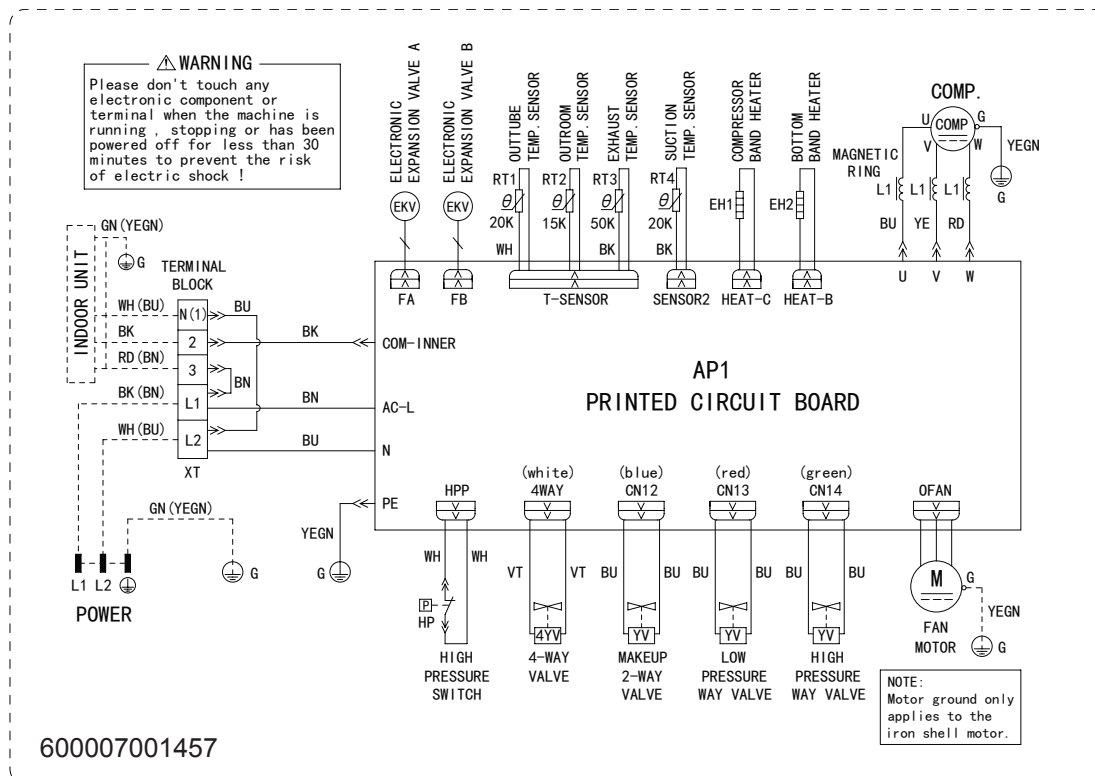 ⚠ WARNING
Please don't touch any
electronic component or
terminal when the machine is
running , stopping or has been
powered off for less than 30
minutes to prevent the risk
of electric shock !
ELECTRONIC
EXPANSION VALVE A
ELECTRONIC
EXPANSION VALVE B
OUTTUBE
TEMP. SENSOR
OUTROOM
TEMP. SENSOR
EXHAUST
TEMP. SENSOR
SUCTION
TEMP. SENSOR
COMPRESSOR
BAND HEATER
BOTTOM
BAND HEATER
COMP.
U COMP G
V W
YEGN
G
MAGNETIC
RING
L1 L1 L1
BU YE RD
U V W
EKV EKV
RT1 RT2 RT3 RT4
θ θ θ θ
20K 15K 50K 20K
WH BK BK
EH1 EH2
FA FB T-SENSOR SENSOR2 HEAT-C HEAT-B
GN(YEGN)
G
INDOOR UNIT
TERMINAL
BLOCK
WH(BU) N(1) BU
BK 2 BK COM-INNER
RD(BN) 3
BN
BK(BN) L1 BN AC-L
WH(BU) L2 BU N
XT
AP1
PRINTED CIRCUIT BOARD
PE
YEGN
G
GN(YEGN)
G
L1 L2
POWER
(white) (blue) (red) (green)
HPP 4WAY CN12 CN13 CN14 OFAN
WH WH VT VT BU BU BU BU BU BU
P
HP
4YV YV YV YV
M G
YEGN
G
HIGH
PRESSURE
SWITCH
4-WAY
VALVE
MAKEUP
2-WAY
VALVE
LOW
PRESSURE
WAY VALVE
HIGH
PRESSURE
WAY VALVE
FAN
MOTOR
NOTE:
Motor ground only
applies to the
iron shell motor.
600007001457